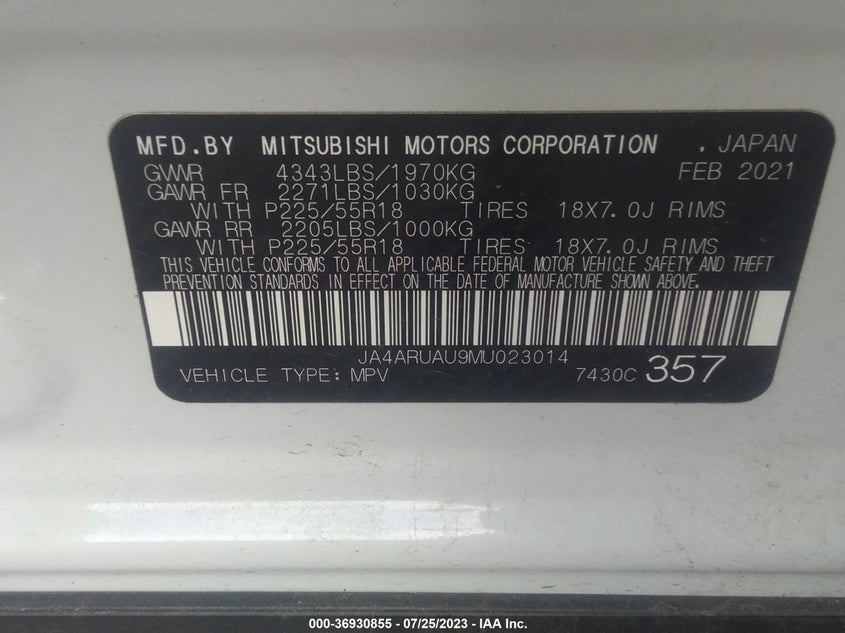 MFD.BY MITSUBISHI MOTORS CORPORATION , JAPAN
GVWR 4343LBS/1970KG FEB 2021
GAWR FR 2271LBS/1030KG
WITH P225/55R18 TIRES 18X7.0J RIMS
GAWR RR 2205LBS/1000KG
WITH P225/55R18 TIRES 18X7.0J RIMS
THIS VEHICLE CONFORMS TO ALL APPLICABLE FEDERAL MOTOR VEHICLE SAFETY AND THEFT
PREVENTION STANDARDS IN EFFECT ON THE DATE OF MANUFACTURE SHOWN ABOVE.
JA4ARUAU9MU023014
VEHICLE TYPE: MPV 7430C 357
000-36930855 - 07/25/2023 - IAA Inc.